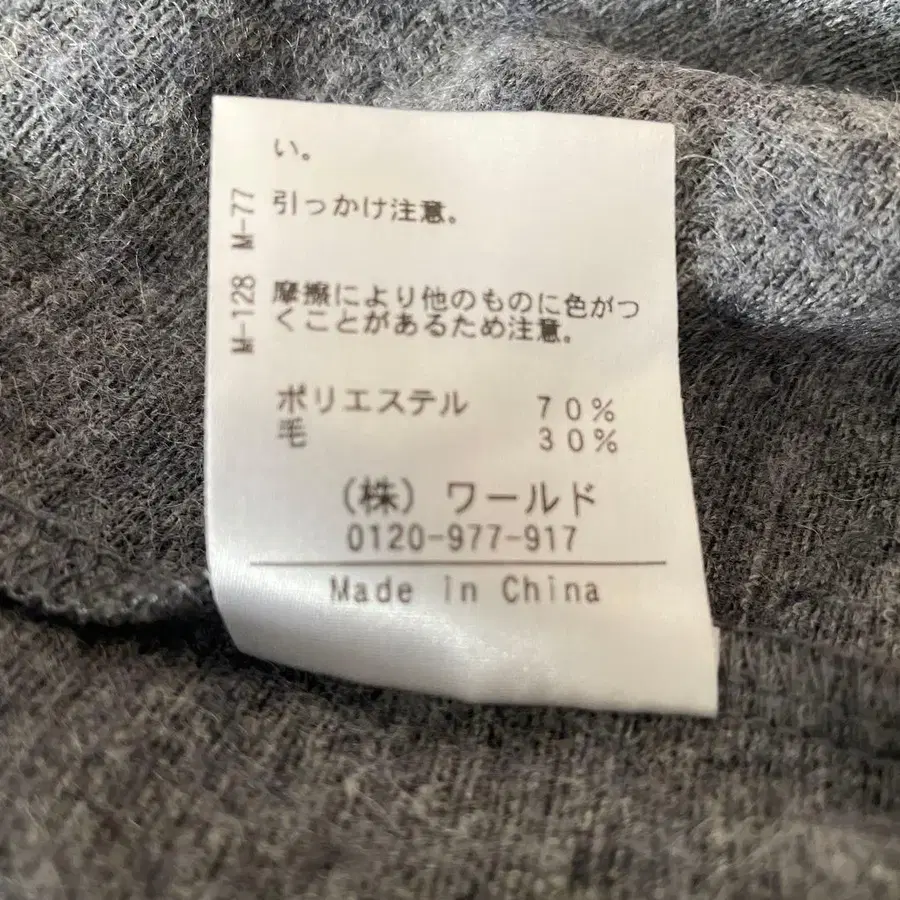 い。
引っかけ注意。
摩擦により他のものに色がつ
くことがあるため注意。
ポリエステル 70%
毛 30%
(株) ワールド
0120-977-917
Made in China
M-128 M-77